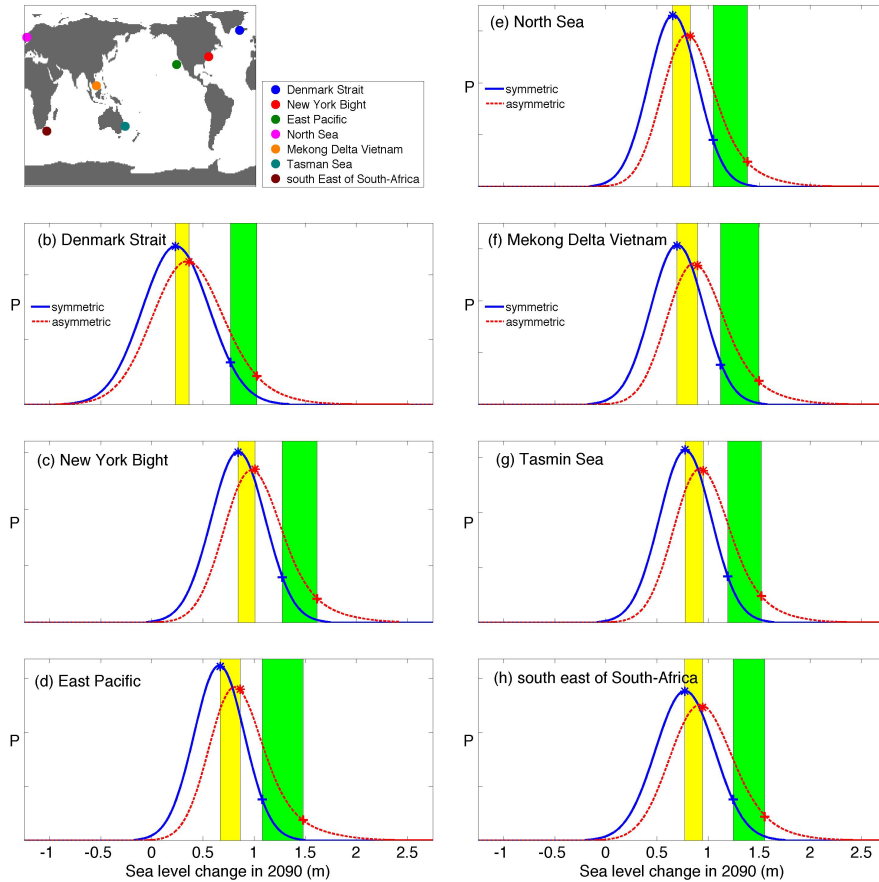 Denmark Strait
New York Bight
East Pacific
North Sea
Mekong Delta Vietnam
Tasman Sea
south East of South-Africa
(e) North Sea
P
symmetric
asymmetric
(b) Denmark Strait
P
symmetric
asymmetric
(f) Mekong Delta Vietnam
P
symmetric
asymmetric
(c) New York Bight
P
(g) Tasmin Sea
P
(d) East Pacific
P
-1 -0.5 0 0.5 1 1.5 2 2.5
Sea level change in 2090 (m)
(h) south east of South-Africa
P
-1 -0.5 0 0.5 1 1.5 2 2.5
Sea level change in 2090 (m)